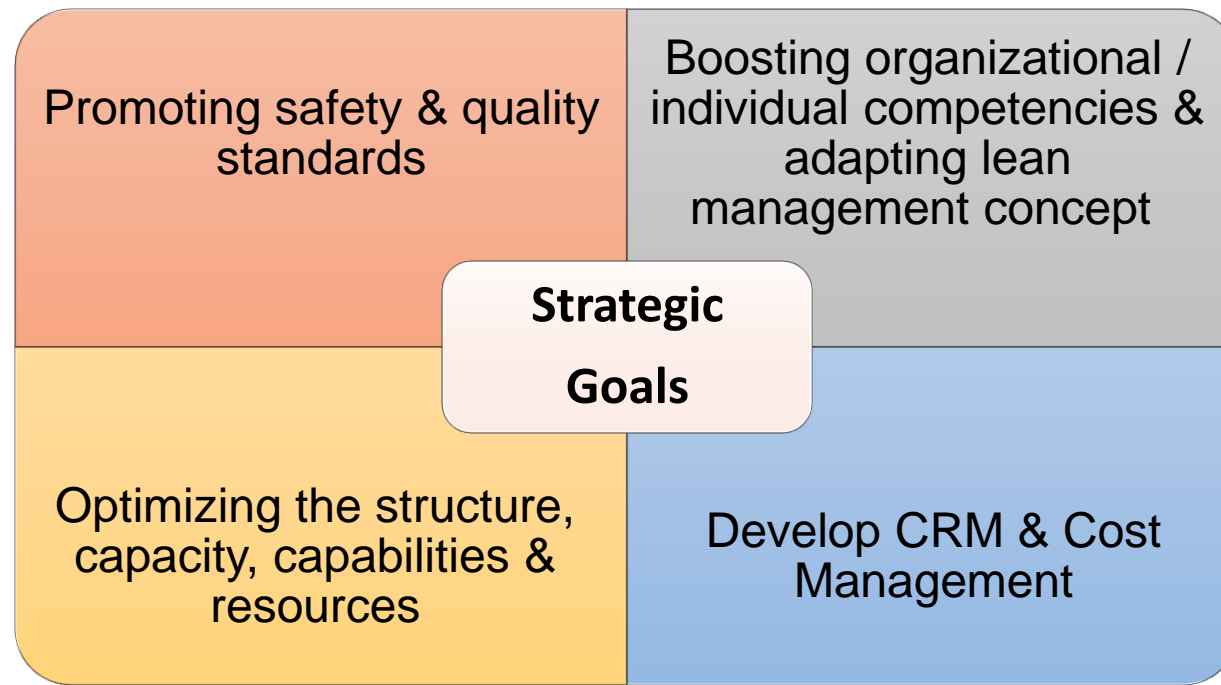 Promoting safety & quality
standards
Boosting organizational /
individual competencies &
adapting lean
management concept
Strategic
Goals
Optimizing the structure,
capacity, capabilities &
resources
Develop CRM & Cost
Management